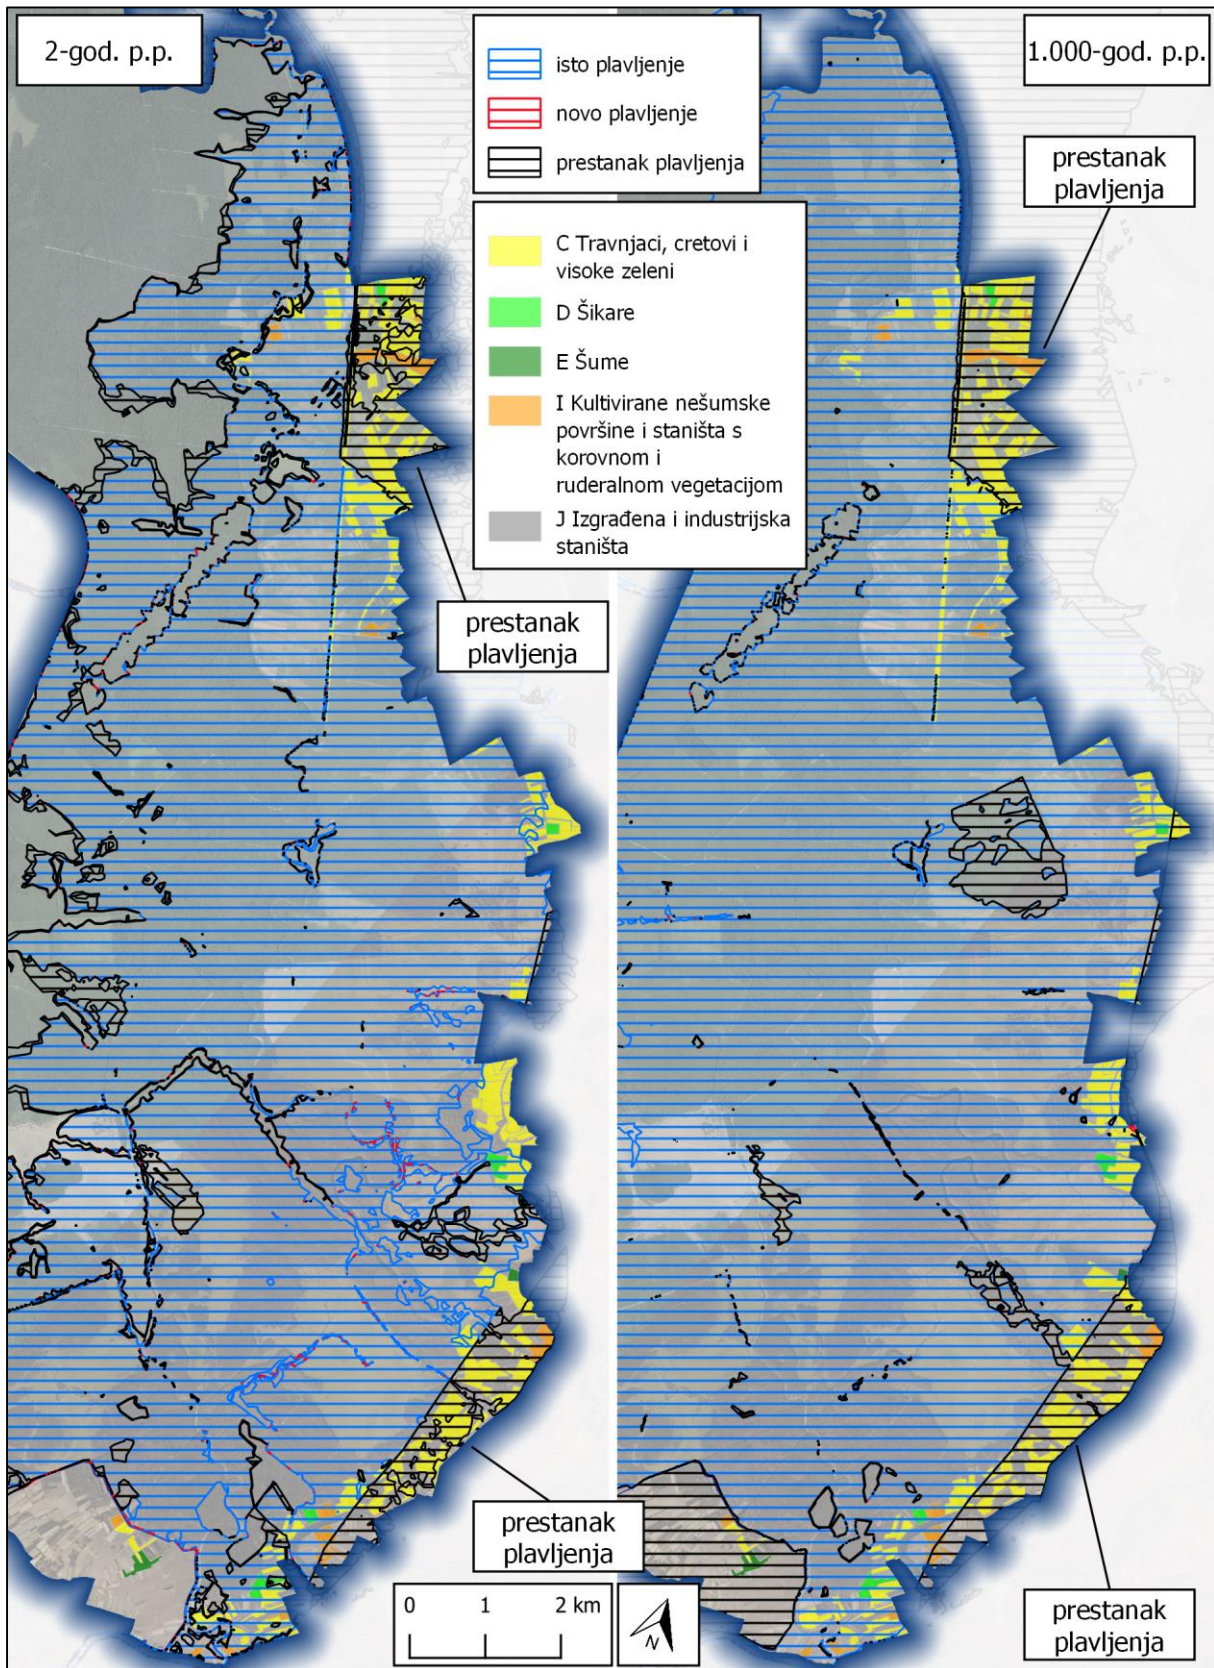 2-god. p.p.
isto plavljenje
novo plavljenje
prestanak plavljenja
1.000-god. p.p.
prestanak
plavljenja
C Travnjaci, cretovi i
visoke zeleni
D Šikare
E Šume
I Kultivirane nešumske
površine i staništa s
korovnom i
ruderalnom vegetacijom
J Izgrađena i industrijska
staništa
prestanak
plavljenja
prestanak
plavljenja
0 1 2 km
N
prestanak
plavljenja